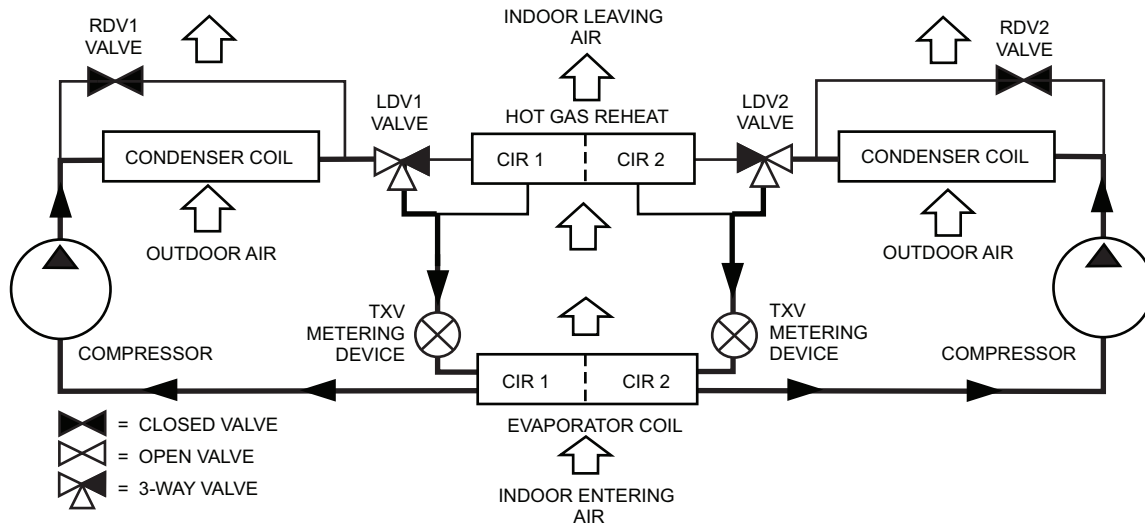 RDV1
VALVE
INDOOR LEAVING
AIR
RDV2
VALVE
LDV1
VALVE
HOT GAS REHEAT
LDV2
VALVE
CONDENSER COIL
CIR 1
CIR 2
CONDENSER COIL
OUTDOOR AIR
OUTDOOR AIR
TXV
METERING
DEVICE
TXV
METERING
DEVICE
COMPRESSOR
COMPRESSOR
CIR 1
CIR 2
EVAPORATOR COIL
= CLOSED VALVE
= OPEN VALVE
= 3-WAY VALVE
INDOOR ENTERING
AIR